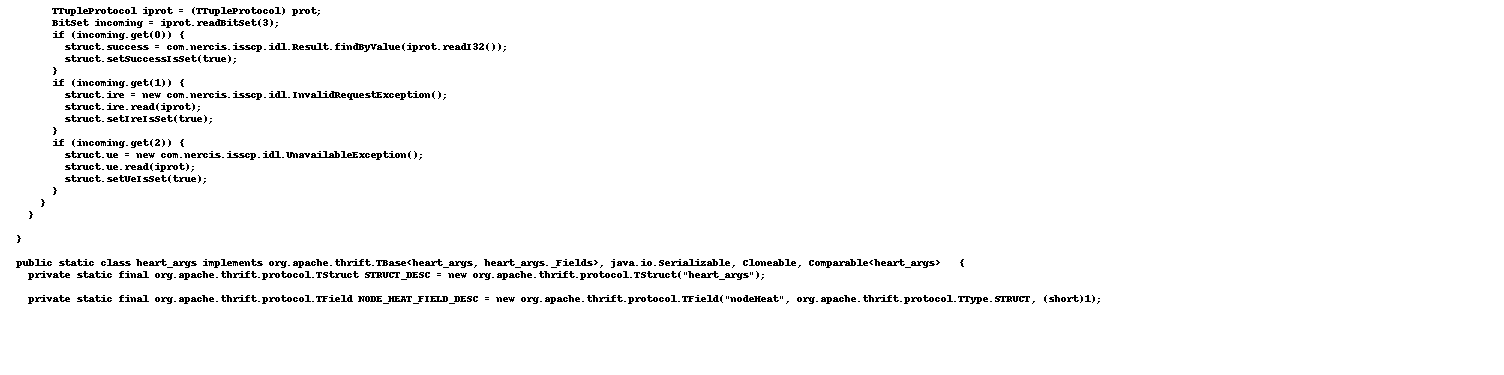 TTupleProtocol iprot = (TTupleProtocol) prot;
BitSet incoming = iprot.readBitSet(3);
if (incoming.get(0)) {
struct.success = com.nercis.isscp.idl.Result.findByValue(iprot.readI32());
struct.setSuccessIsSet(true);
}
if (incoming.get(1)) {
struct.ire = new com.nercis.isscp.idl.InvalidRequestException();
struct.ire.read(iprot);
struct.setIreIsSet(true);
}
if (incoming.get(2)) {
struct.ue = new com.nercis.isscp.idl.UnavailableException();
struct.ue.read(iprot);
struct.setUeIsSet(true);
}
}
}
}
public static class heart_args implements org.apache.thrift.TBase<heart_args, heart_args._Fields>, java.io.Serializable, Cloneable, Comparable<heart_args>   {
private static final org.apache.thrift.protocol.TStruct STRUCT_DESC = new org.apache.thrift.protocol.TStruct("heart_args");
private static final org.apache.thrift.protocol.TField NODE_HEAT_FIELD_DESC = new org.apache.thrift.protocol.TField("nodeHeat", org.apache.thrift.protocol.TType.STRUCT, (short)1);